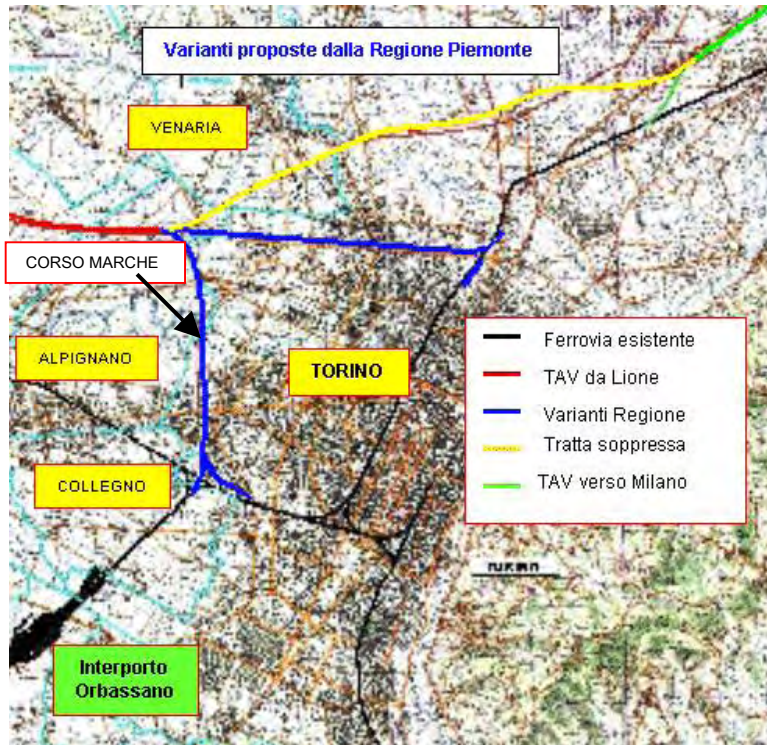 Varianti proposte dalla Regione Piemonte
VENARIA
CORSO MARCHE
ALPIGNANO
TORINO
COLLEGNO
Interporto
Orbassano
Ferrovia esistente
TAV da Lione
Varianti Regione
Tratta soppressa
TAV verso Milano